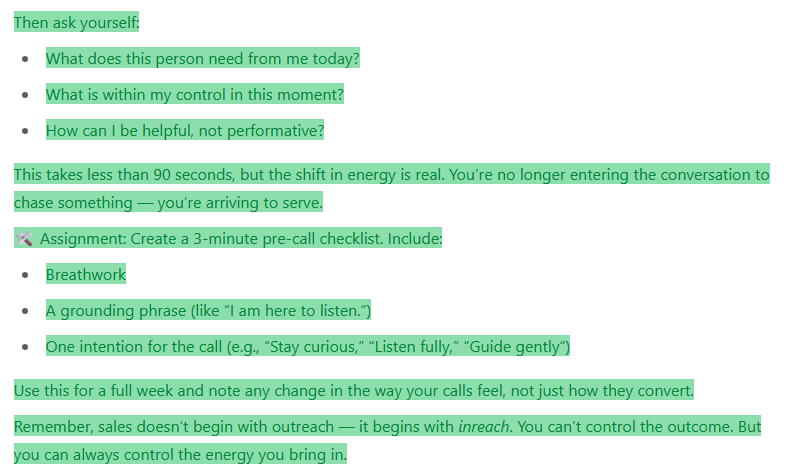 Then ask yourself:
• What does this person need from me today?
• What is within my control in this moment?
• How can I be helpful, not performative?
This takes less than 90 seconds, but the shift in energy is real. You’re no longer entering the conversation to
chase something — you’re arriving to serve.
🛠️ Assignment: Create a 3-minute pre-call checklist. Include:
• Breathwork
• A grounding phrase (like “I am here to listen.”)
• One intention for the call (e.g., “Stay curious,” “Listen fully,” “Guide gently”)
Use this for a full week and note any change in the way your calls feel, not just how they convert.
Remember, sales doesn’t begin with outreach — it begins with inreach. You can’t control the outcome. But
you can always control the energy you bring in.